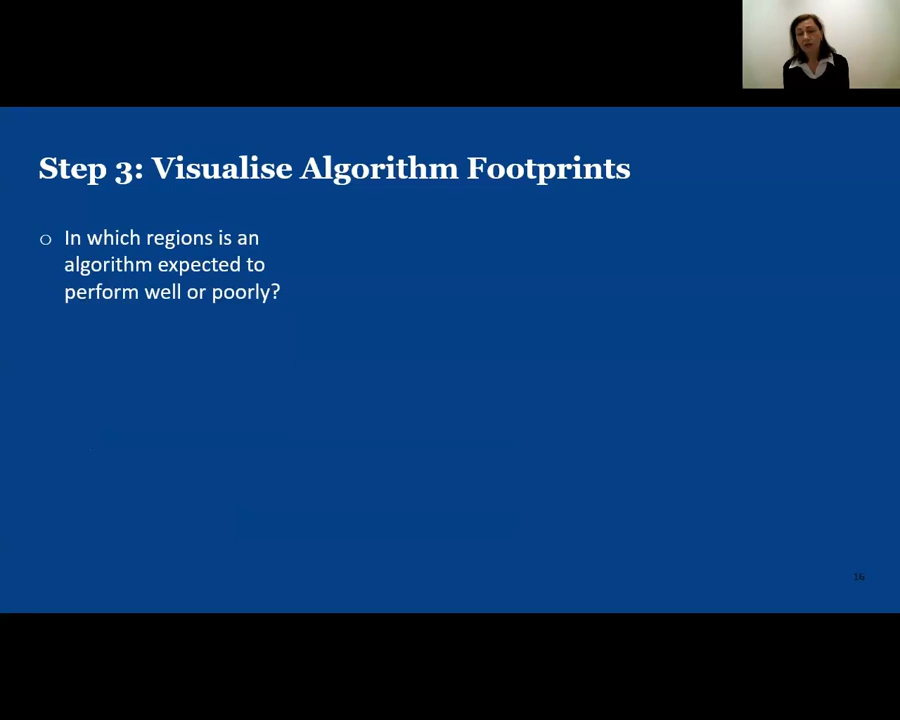 Step 3: Visualise Algorithm Footprints
o In which regions is an
algorithm expected to
perform well or poorly?
16